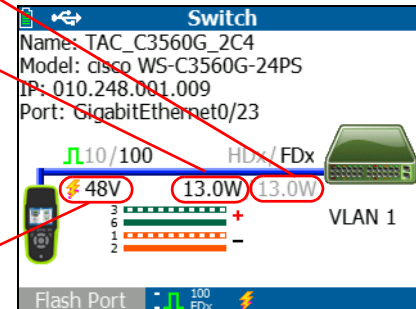 Switch
Name: TAC_C3560G_2C4
Model: cisco WS-C3560G-24PS
IP: 010.248.001.009
Port: GigabitEthernet0/23
10/100 HDx/FDx
48V 13.0W 13.0W
3
6 +
1
2 −
VLAN 1
Flash Port 100
FDx